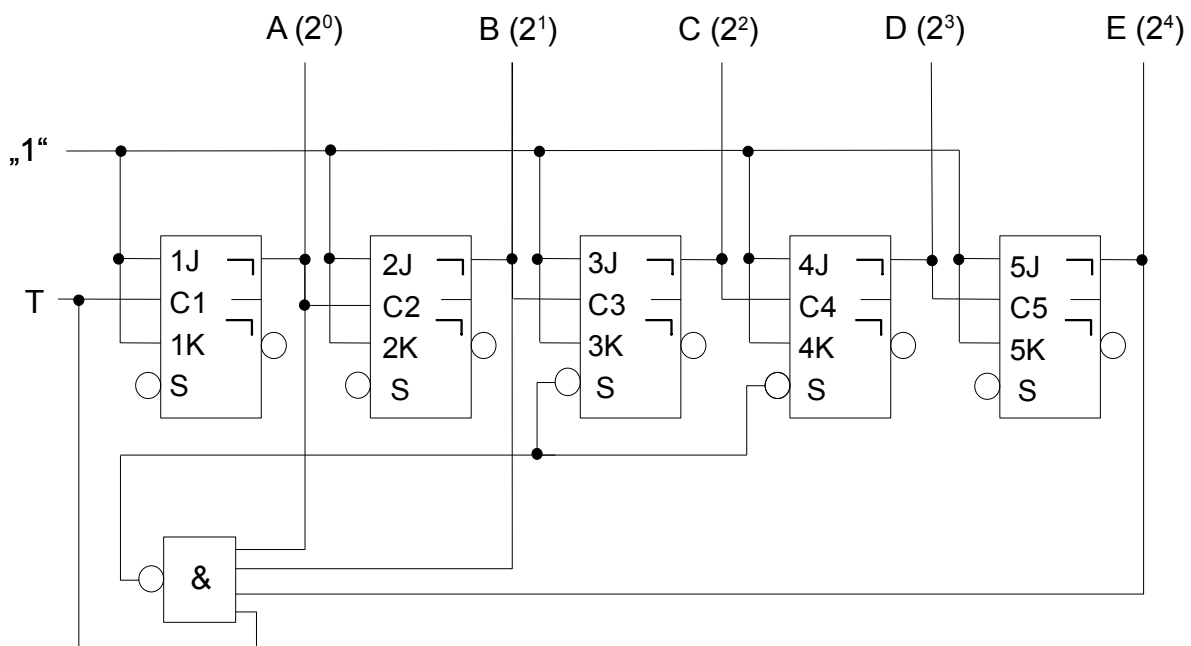 A (2⁰) B (2¹) C (2²) D (2³) E (2⁴)
„1“
1J 2J 3J 4J 5J
T C1 C2 C3 C4 C5
1K 2K 3K 4K 5K
S S S S S
&